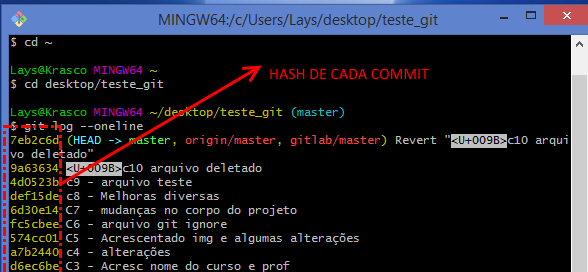 MINGW64:/c/Users/Lays/desktop/teste_git
$ cd ~
Lays@Krasco MINGW64 ~
HASH DE CADA COMMIT
$ cd desktop/teste_git
Lays@Krasco MINGW64 ~/desktop/teste_git (master)
$ git log --oneline
7eb2c6d (HEAD -> master, origin/master, gitlab/master) Revert "<U+009B>c10 arqui
vo deletado"
9a63634 <U+009B>c10 arquivo deletado
4d0523b c9 - arquivo teste
def15de c8 - Melhoras diversas
6d30e14 C7 - mudanças no corpo do projeto
fc5cbee C6 - arquivo git ignore
574cc01 C5 - Acrescentado img e algumas alterações
a7b2440 c4 - alterações
d6ec6be C3 - Acresc nome do curso e prof